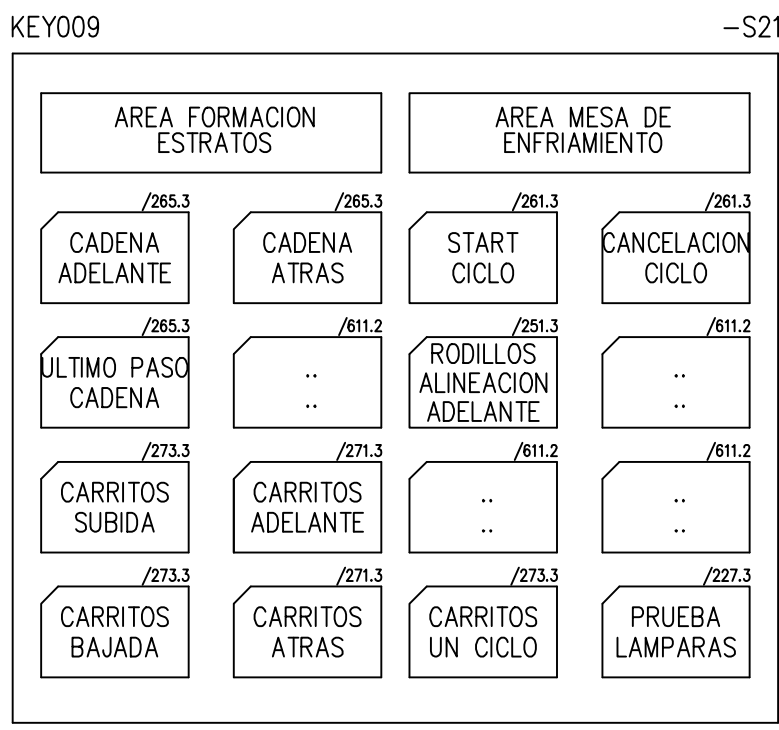 KEY009
-S21
AREA FORMACION
ESTRATOS
AREA MESA DE
ENFRIAMIENTO
/265.3
CADENA
ADELANTE
/265.3
CADENA
ATRAS
/261.3
START
CICLO
/261.3
CANCELACION
CICLO
/265.3
ULTIMO PASO
CADENA
/611.2
..
..
/251.3
RODILLOS
ALINEACION
ADELANTE
/611.2
..
..
/273.3
CARRITOS
SUBIDA
/271.3
CARRITOS
ADELANTE
/611.2
..
..
/611.2
..
..
/273.3
CARRITOS
BAJADA
/271.3
CARRITOS
ATRAS
/273.3
CARRITOS
UN CICLO
/227.3
PRUEBA
LAMPARAS